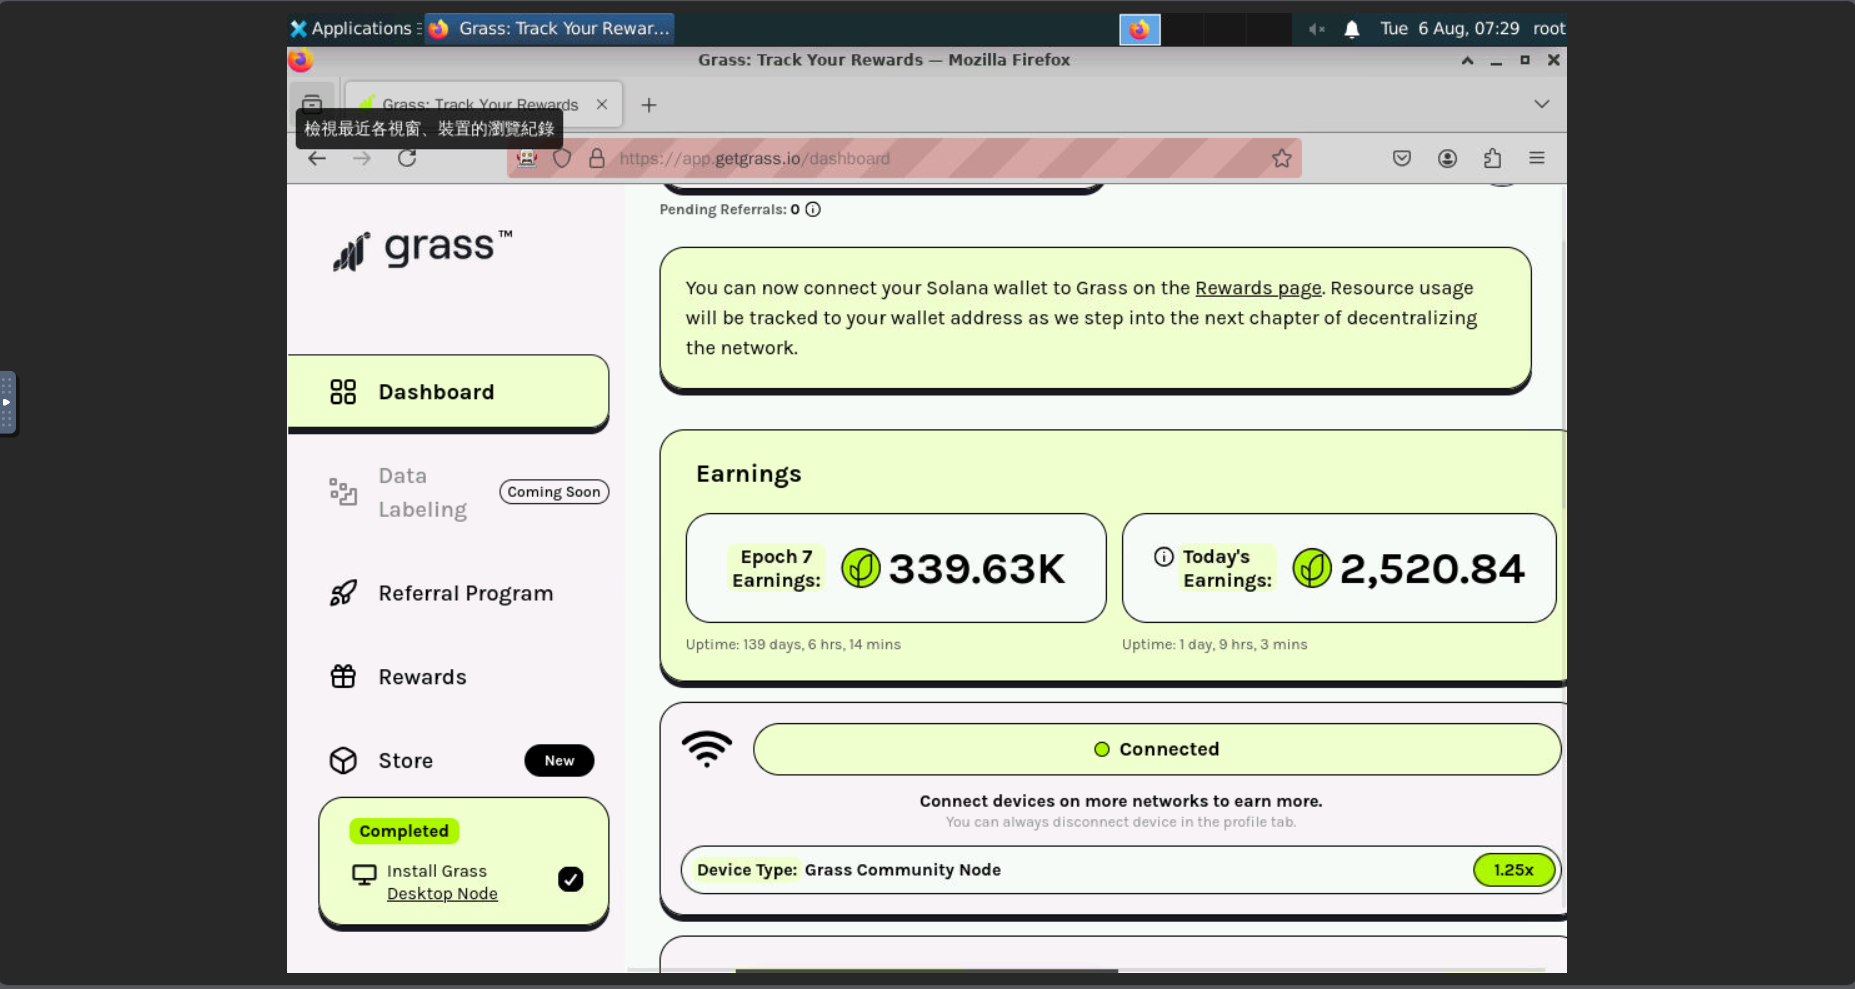 Applications
Grass: Track Your Rewar...
Tue 6 Aug, 07:29
root
Grass: Track Your Rewards — Mozilla Firefox
Grass: Track Your Rewards
檢視最近各視窗、裝置的瀏覽紀錄
https://app.getgrass.io/dashboard
grass™
Dashboard
Data
Labeling
Coming Soon
Referral Program
Rewards
Store
New
Completed
Install Grass
Desktop Node
Pending Referrals: 0
You can now connect your Solana wallet to Grass on the Rewards page. Resource usage
will be tracked to your wallet address as we step into the next chapter of decentralizing
the network.
Earnings
Epoch 7
Earnings:
339.63K
Uptime: 139 days, 6 hrs, 14 mins
Today's
Earnings:
2,520.84
Uptime: 1 day, 9 hrs, 3 mins
Connected
Connect devices on more networks to earn more.
You can always disconnect device in the profile tab.
Device Type: Grass Community Node
1.25x